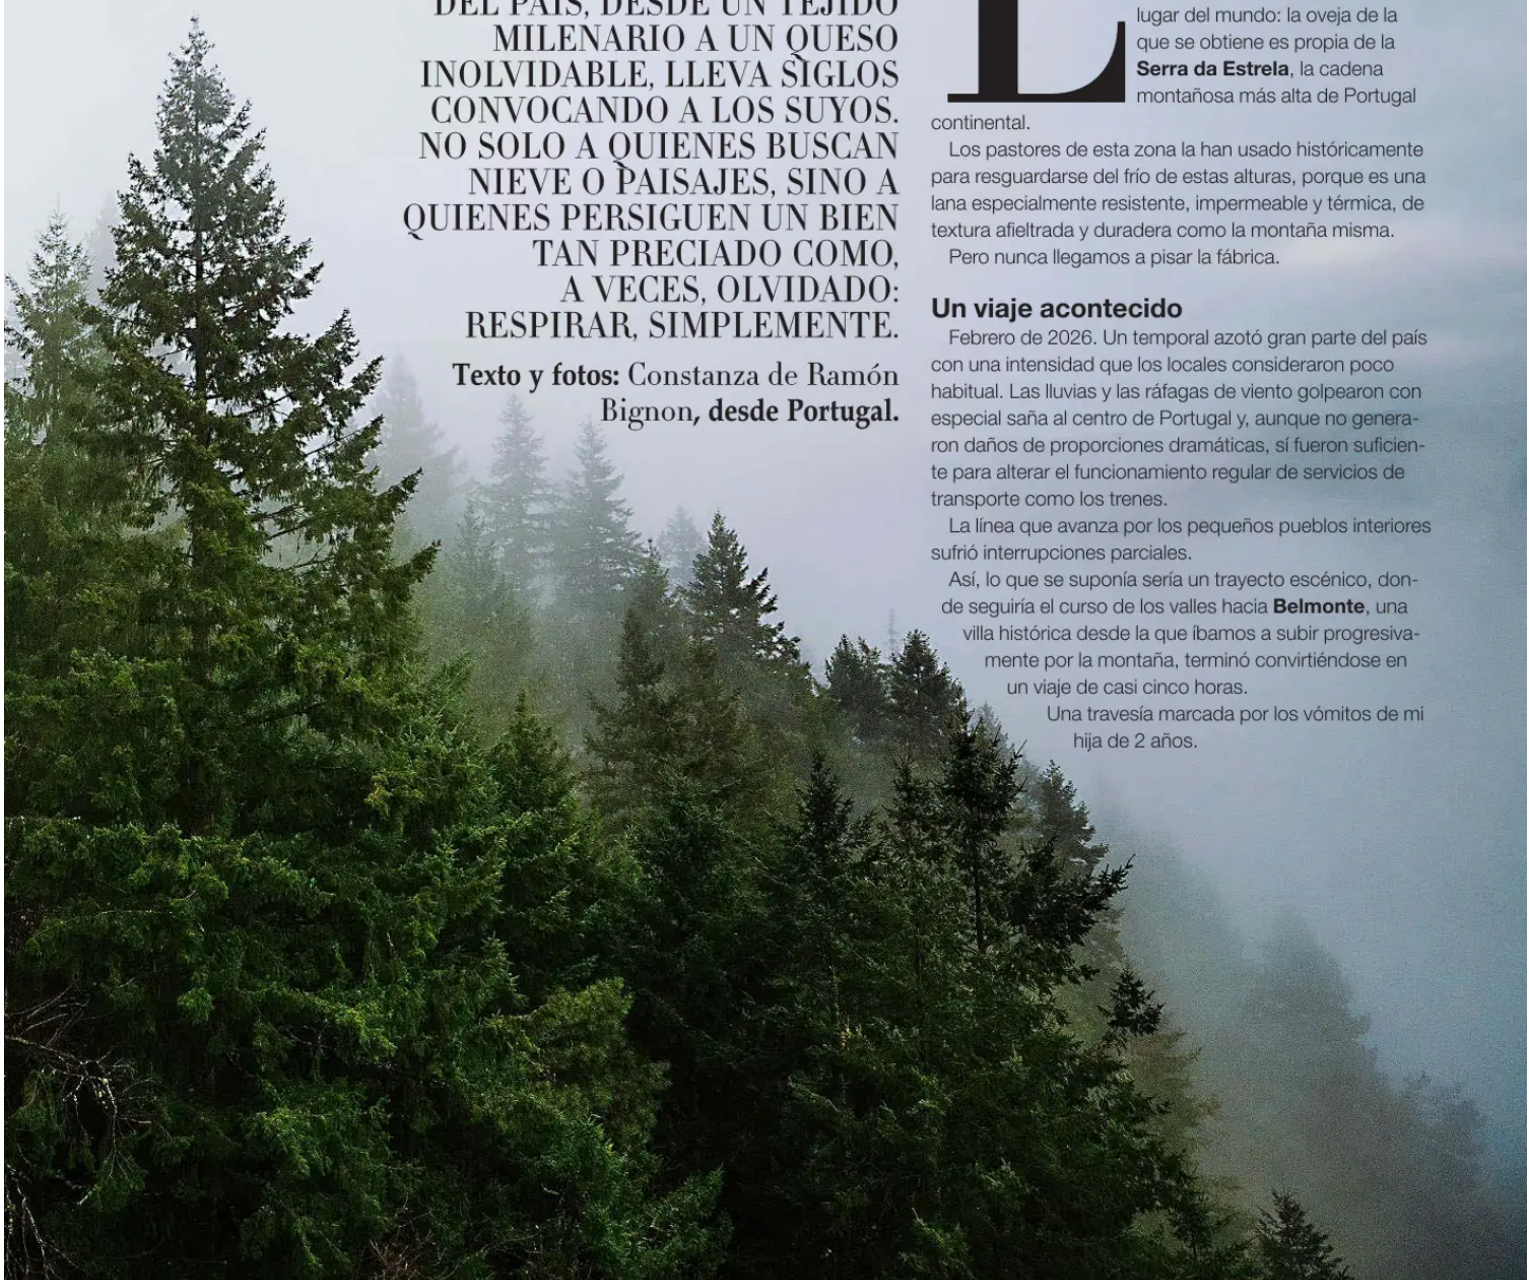 DEL PAÍS, DESDE UN TEJIDO
MILENARIO A UN QUESO
INOLVIDABLE, LLEVA SIGLOS
CONVOCANDO A LOS SUYOS.
NO SOLO A QUIENES BUSCAN
NIEVE O PAISAJES, SINO A
QUIENES PERSIGUEN UN BIEN
TAN PRECIADO COMO,
A VECES, OLVIDADO:
RESPIRAR, SIMPLEMENTE.
Texto y fotos: Constanza de Ramón
Bignon, desde Portugal.
L
lugar del mundo: la oveja de la
que se obtiene es propia de la
Serra da Estrela, la cadena
montañosa más alta de Portugal
continental.
Los pastores de esta zona la han usado históricamente
para resguardarse del frío de estas alturas, porque es una
lana especialmente resistente, impermeable y térmica, de
textura afieltrada y duradera como la montaña misma.
Pero nunca llegamos a pisar la fábrica.
Un viaje acontecido
Febrero de 2026. Un temporal azotó gran parte del país
con una intensidad que los locales consideraron poco
habitual. Las lluvias y las ráfagas de viento golpearon con
especial saña al centro de Portugal y, aunque no genera-
ron daños de proporciones dramáticas, sí fueron suficien-
te para alterar el funcionamiento regular de servicios de
transporte como los trenes.
La línea que avanza por los pequeños pueblos interiores
sufrió interrupciones parciales.
Así, lo que se suponía sería un trayecto escénico, don-
de seguiría el curso de los valles hacia Belmonte, una
villa histórica desde la que íbamos a subir progresiva-
mente por la montaña, terminó convirtiéndose en
un viaje de casi cinco horas.
Una travesía marcada por los vómitos de mi
hija de 2 años.